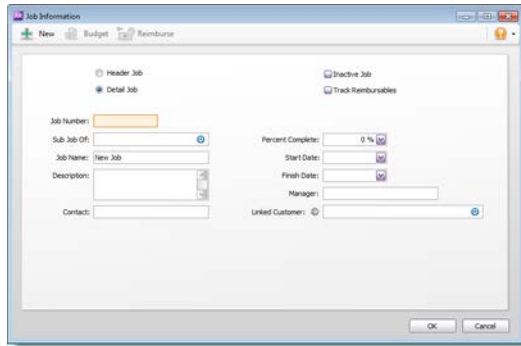 Job Information
New Budget Reimburse
Header Job Inactive Job
Detail Job Track Reimbursables
Job Number:
Sub Job Of: Percent Complete: 0 %
Job Name: New Job Start Date:
Description: Finish Date:
Manager:
Contact: Linked Customer:
OK Cancel